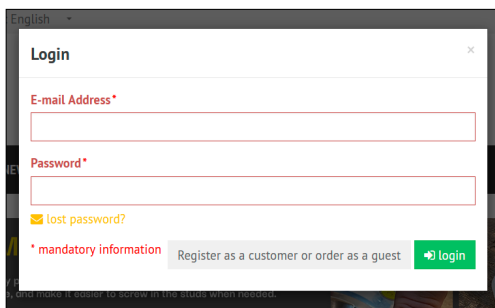 English
Login
×
E-mail Address*
Password*
lost password?
* mandatory information
Register as a customer or order as a guest
login
, and make it easier to screw in the studs when needed.